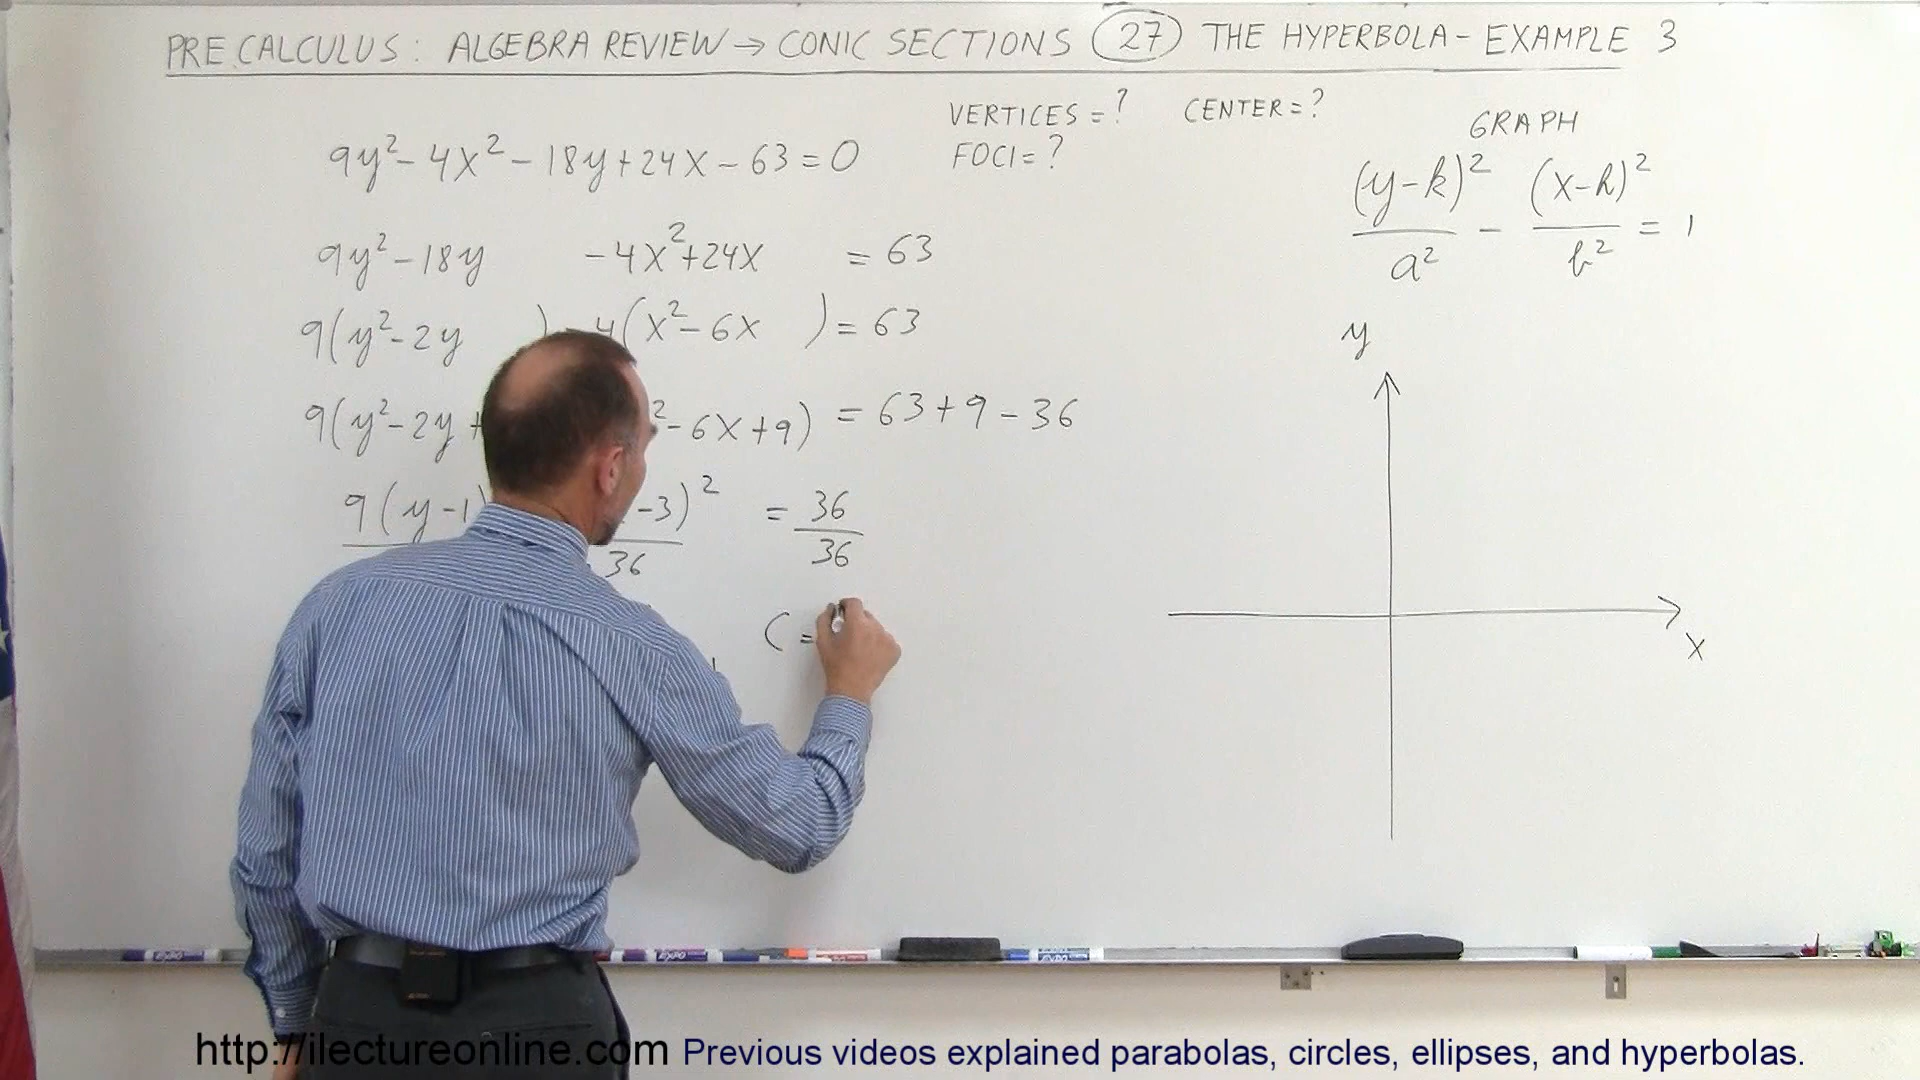 PRE CALCULUS: ALGEBRA REVIEW → CONIC SECTIONS 27 THE HYPERBOLA - EXAMPLE 3
VERTICES = ? CENTER = ?
FOCI = ?
GRAPH
9y² - 4x² - 18y + 24x - 63 = 0
(y-k)²/a² - (x-h)²/b² = 1
9y² - 18y - 4x² + 24x = 63
9(y² - 2y ) - 4(x² - 6x ) = 63
9(y² - 2y + ² - 6x + 9) = 63 + 9 - 36
9(y - 1 - 3)²/36 = 36/36
C =
y
x
http://ilectureonline.com Previous videos explained parabolas, circles, ellipses, and hyperbolas.